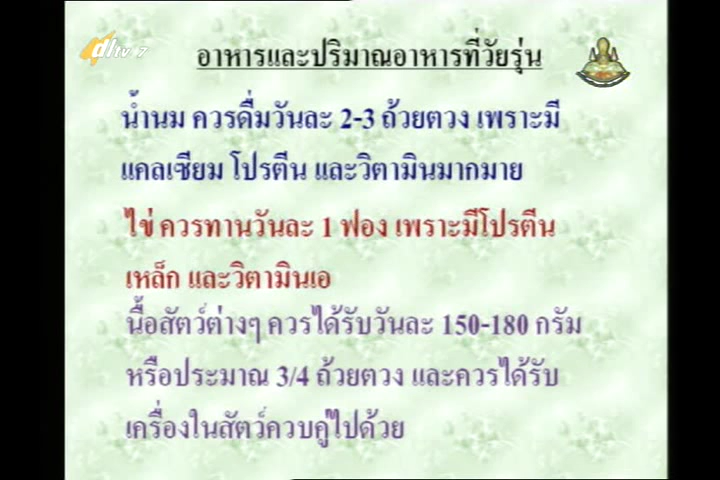 dltv 7
อาหารและปริมาณอาหารที่วัยรุ่น
น้ำนม ควรดื่มวันละ 2-3 ถ้วยตวง เพราะมี
แคลเซียม โปรตีน และวิตามินมากมาย
ไข่ ควรทานวันละ 1 ฟอง เพราะมีโปรตีน
เหล็ก และวิตามินเอ
นื้อสัตว์ต่างๆ ควรได้รับวันละ 150-180 กรัม
หรือประมาณ 3/4 ถ้วยตวง และควรได้รับ
เครื่องในสัตว์ควบคู่ไปด้วย